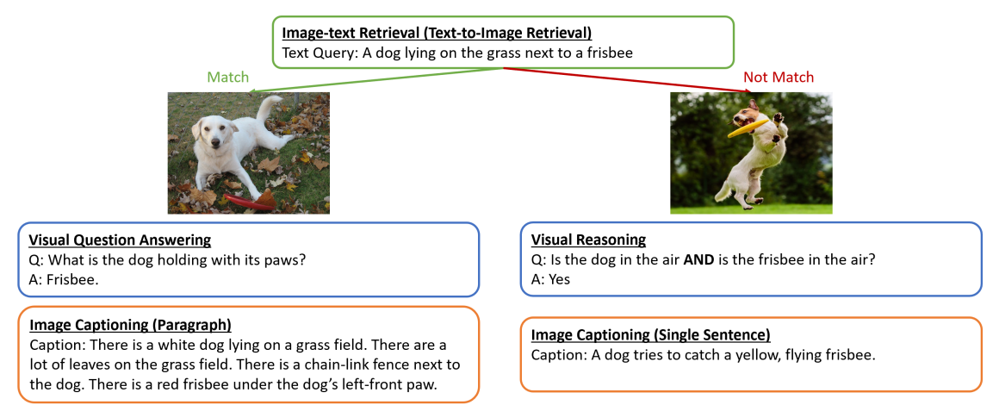 Image-text Retrieval (Text-to-Image Retrieval)
Text Query: A dog lying on the grass next to a frisbee
Match
Not Match
Visual Question Answering
Q: What is the dog holding with its paws?
A: Frisbee.
Visual Reasoning
Q: Is the dog in the air AND is the frisbee in the air?
A: Yes
Image Captioning (Paragraph)
Caption: There is a white dog lying on a grass field. There are a
lot of leaves on the grass field. There is a chain-link fence next to
the dog. There is a red frisbee under the dog’s left-front paw.
Image Captioning (Single Sentence)
Caption: A dog tries to catch a yellow, flying frisbee.